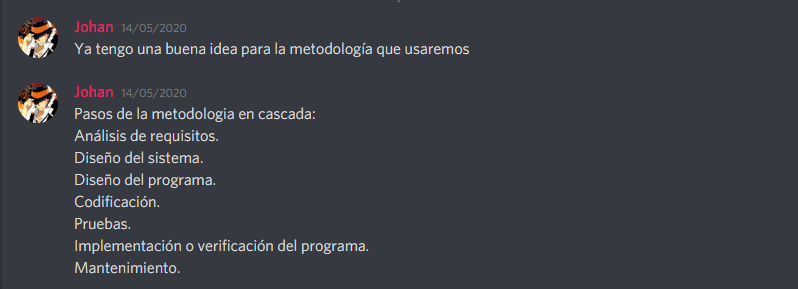 Johan 14/05/2020
Ya tengo una buena idea para la metodología que usaremos
Johan 14/05/2020
Pasos de la metodologia en cascada:
Análisis de requisitos.
Diseño del sistema.
Diseño del programa.
Codificación.
Pruebas.
Implementación o verificación del programa.
Mantenimiento.